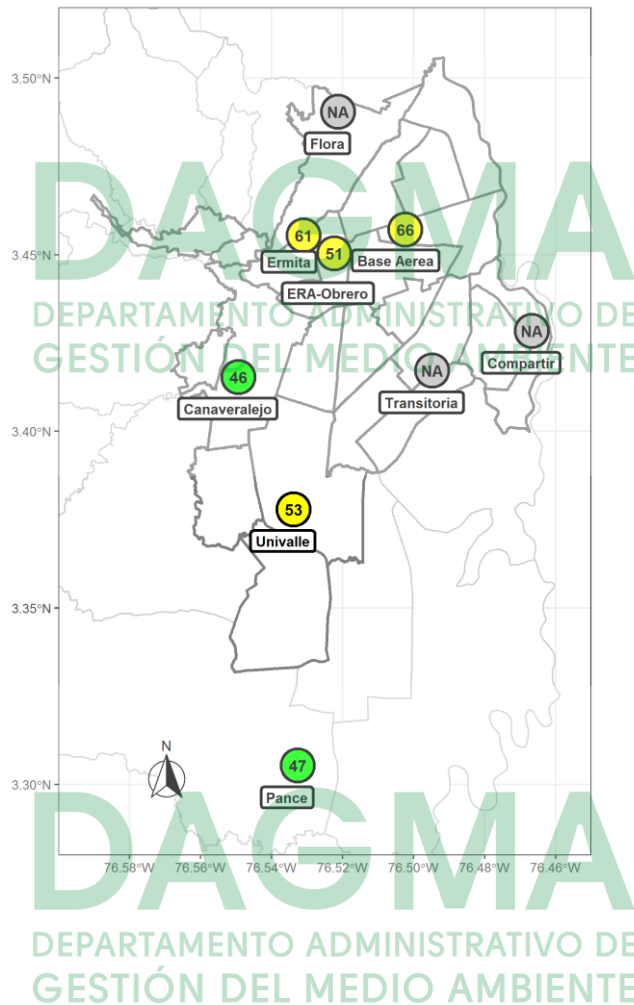 3.50°N
NA
Flora
DAGMA
61
51
66
Ermita
Base Aerea
3.45°N
ERA-Obrero
DEPARTAMENTO ADMINISTRATIVO DE
GESTIÓN DEL MEDIO AMBIENTE
NA
Compartir
46
Canaveralejo
NA
Transitoria
3.40°N
53
Univalle
3.35°N
N
47
Pance
3.30°N
DAGMA
76.58°W
76.56°W
76.54°W
76.52°W
76.50°W
76.48°W
76.46°W
DEPARTAMENTO ADMINISTRATIVO DE
GESTIÓN DEL MEDIO AMBIENTE